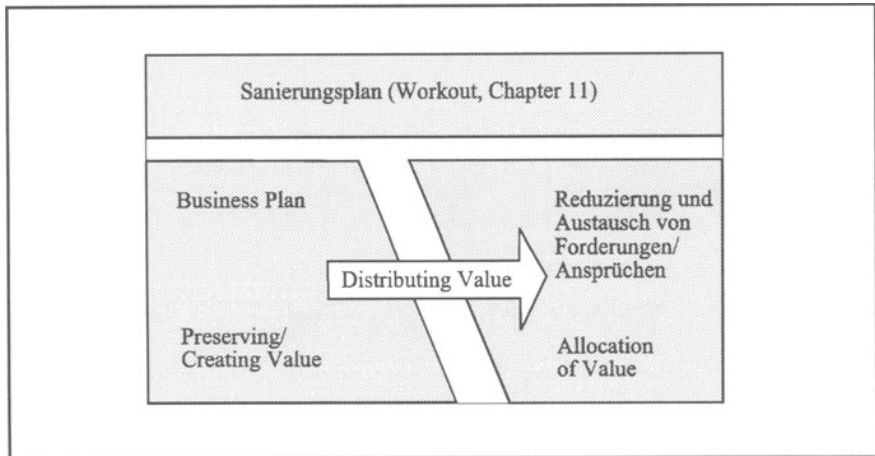 Sanierungsplan (Workout, Chapter 11)
Business Plan
Preserving/
Creating Value
Distributing Value
Reduzierung und
Austausch von
Forderungen/
Ansprüchen
Allocation
of Value